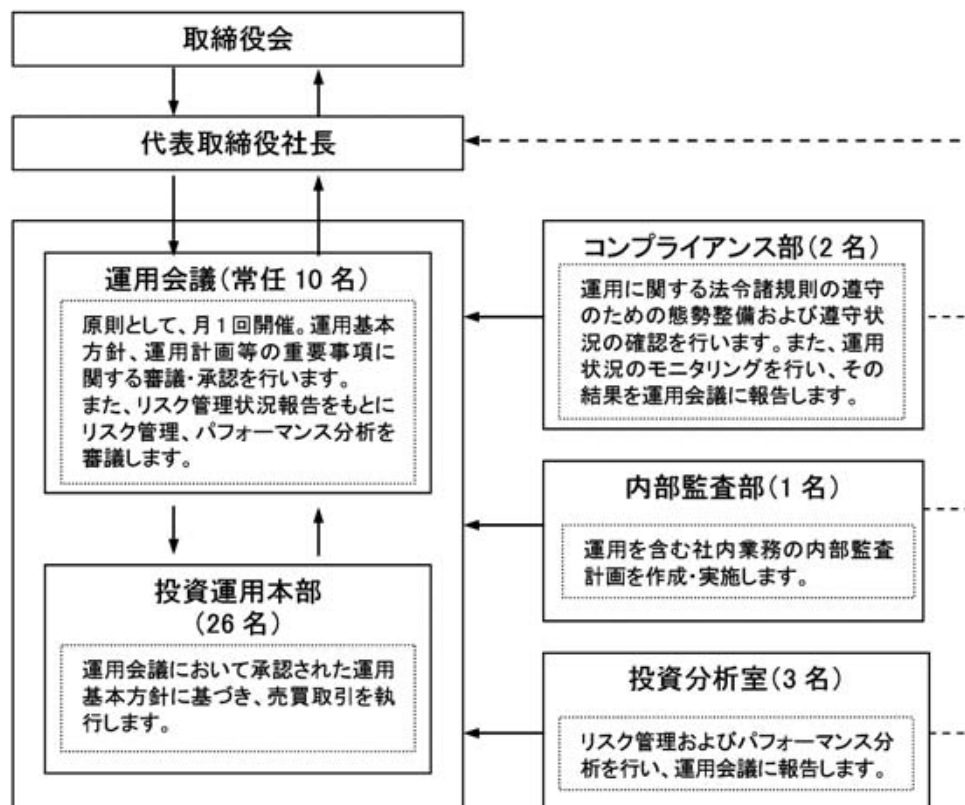 取締役会
代表取締役社長
運用会議(常任 10 名)
原則として、月1回開催。運用基本
方針、運用計画等の重要事項に
関する審議・承認を行います。
また、リスク管理状況報告をもとに
リスク管理、パフォーマンス分析を
審議します。
投資運用本部
(26 名)
運用会議において承認された運用
基本方針に基づき、売買取引を執
行します。
コンプライアンス部(2 名)
運用に関する法令諸規則の遵守
のための態勢整備および遵守状
況の確認を行います。また、運用
状況のモニタリングを行い、その
結果を運用会議に報告します。
内部監査部(1 名)
運用を含む社内業務の内部監査
計画を作成・実施します。
投資分析室(3 名)
リスク管理およびパフォーマンス分
析を行い、運用会議に報告します。